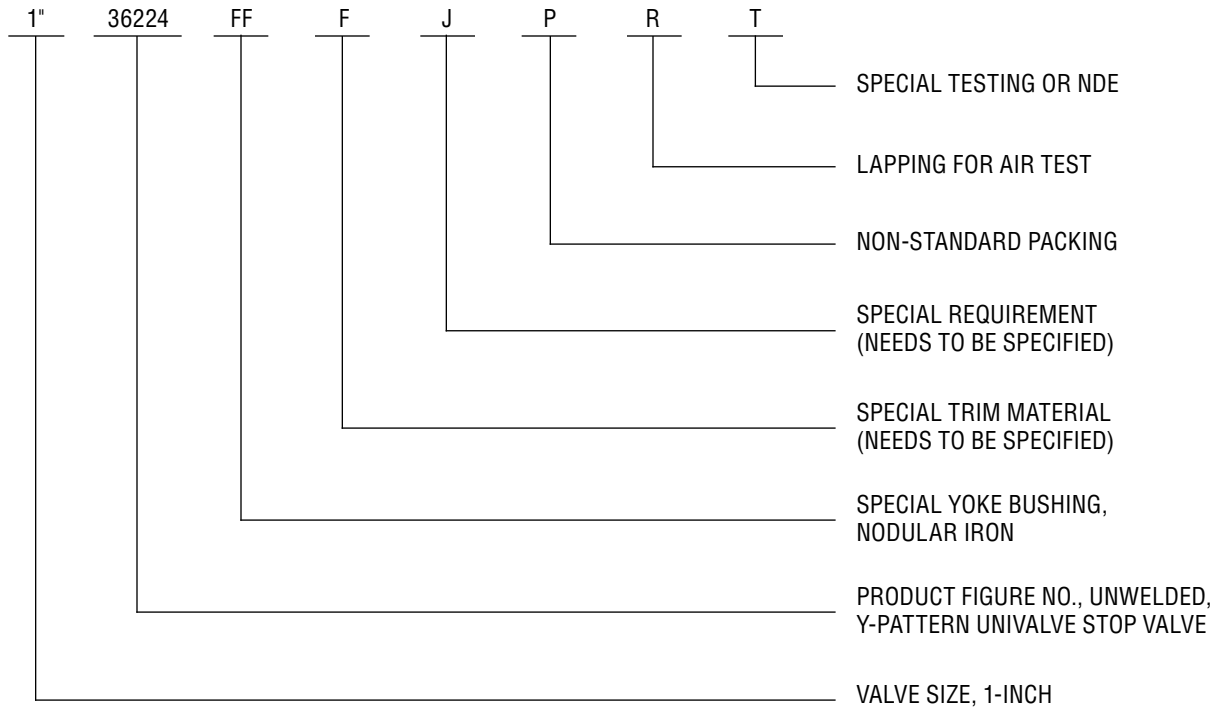 1" 36224 FF F J P R T
SPECIAL TESTING OR NDE
LAPPING FOR AIR TEST
NON-STANDARD PACKING
SPECIAL REQUIREMENT
(NEEDS TO BE SPECIFIED)
SPECIAL TRIM MATERIAL
(NEEDS TO BE SPECIFIED)
SPECIAL YOKE BUSHING,
NODULAR IRON
PRODUCT FIGURE NO., UNWELDED,
Y-PATTERN UNIVALVE STOP VALVE
VALVE SIZE, 1-INCH